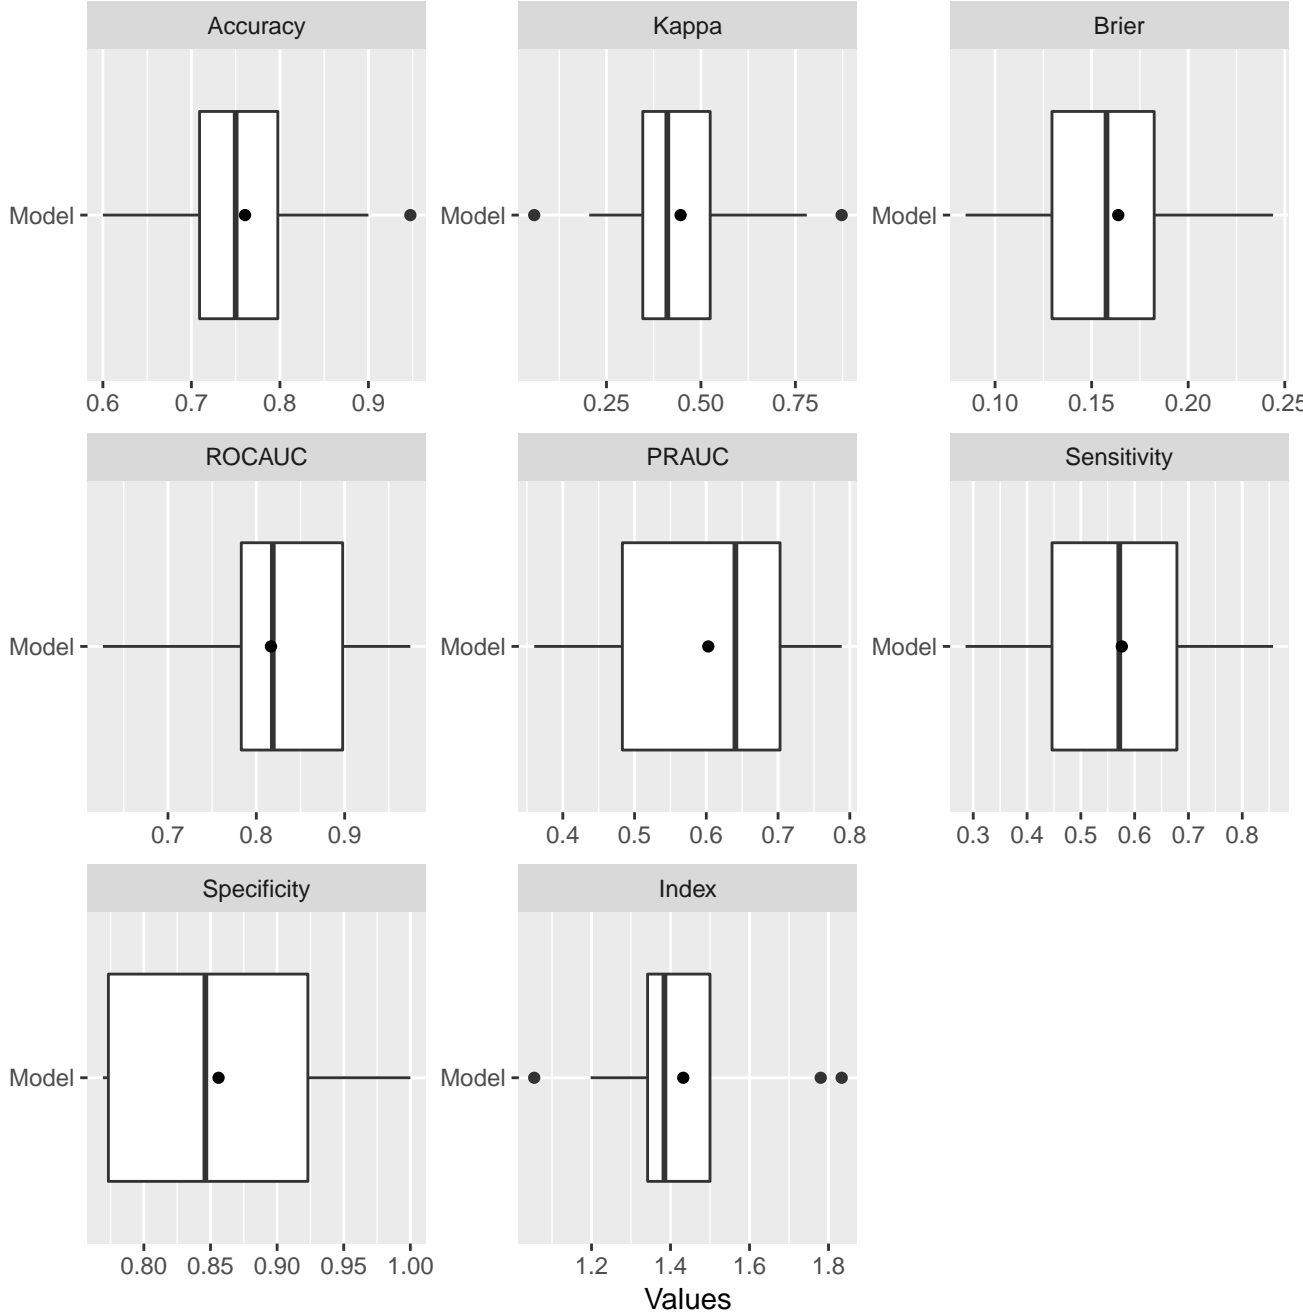 Accuracy Kappa Brier
Model Model Model
0.6 0.7 0.8 0.9 0.25 0.50 0.75 0.10 0.15 0.20 0.25
ROCAUC PRAUC Sensitivity
Model Model Model
0.7 0.8 0.9 0.4 0.5 0.6 0.7 0.8 0.3 0.4 0.5 0.6 0.7 0.8
Specificity Index
Model Model
0.80 0.85 0.90 0.95 1.00 1.2 1.4 1.6 1.8
Values